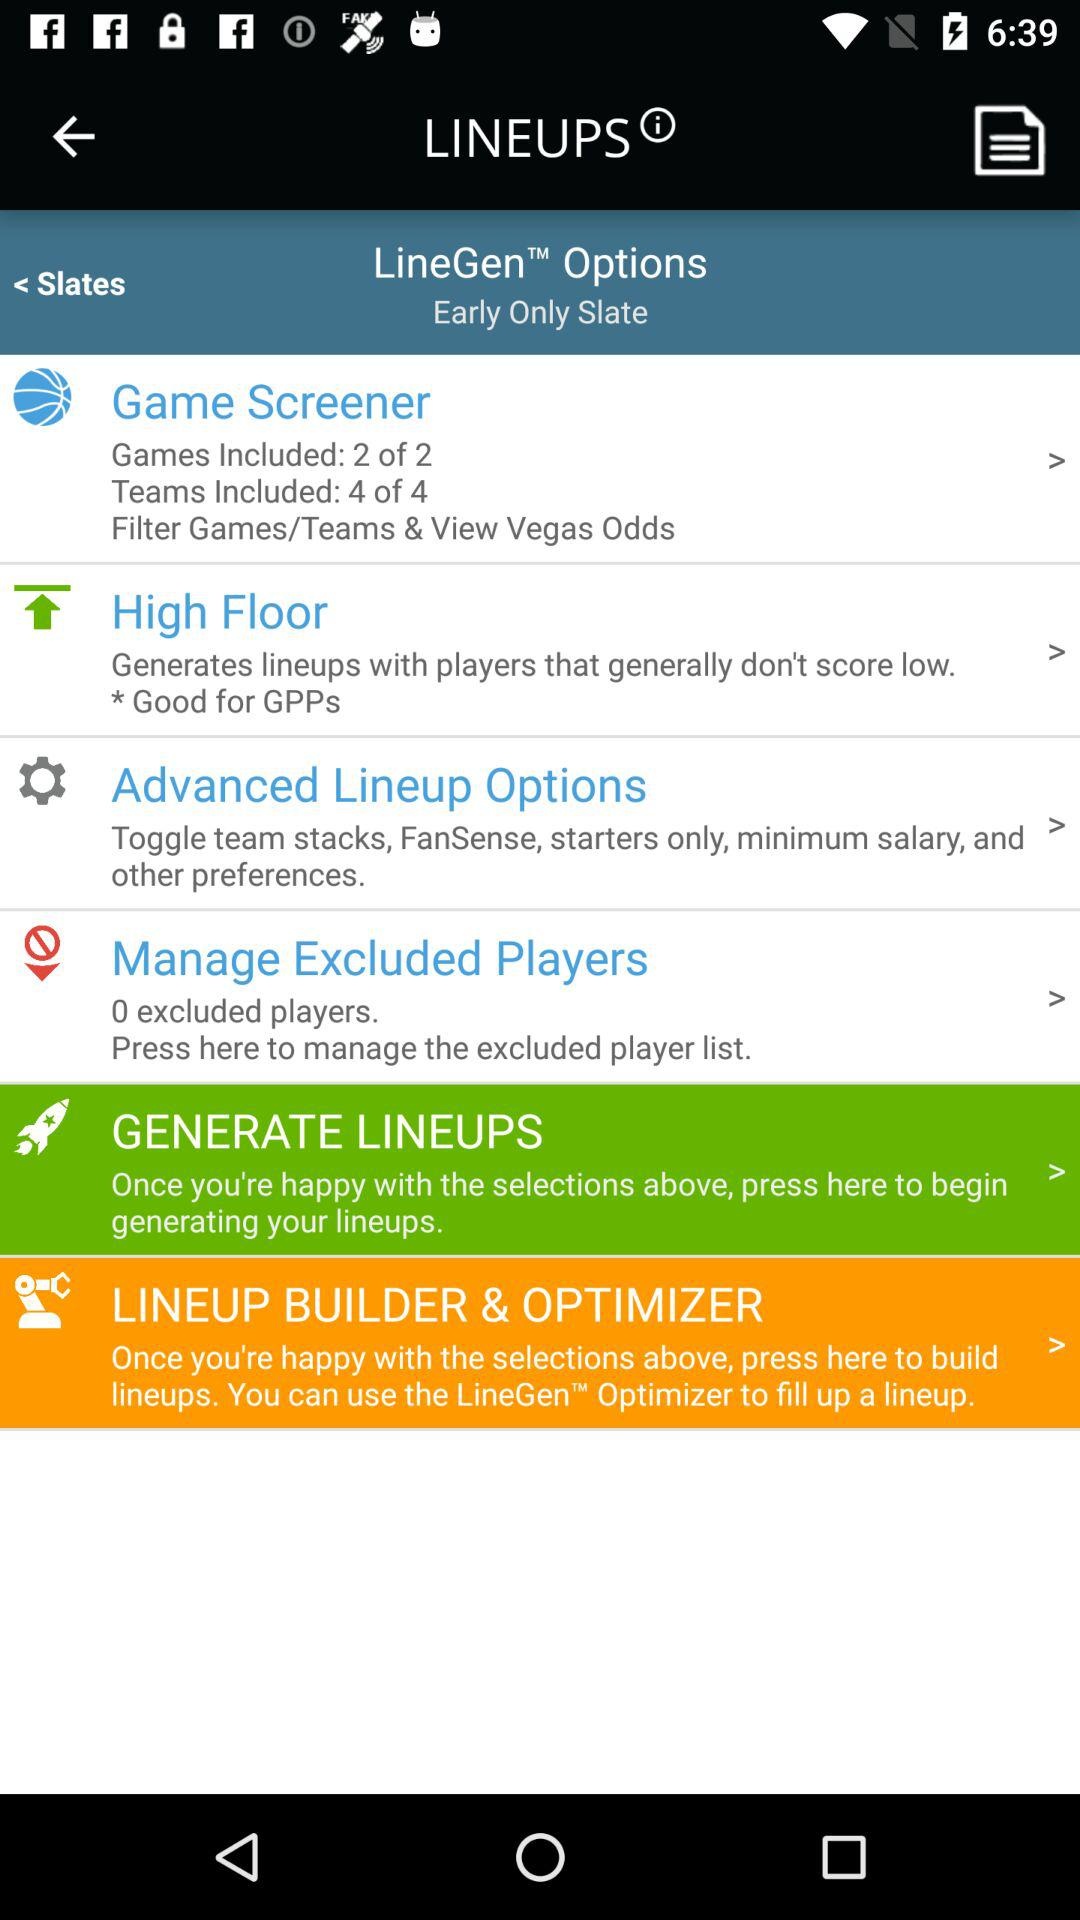 FAK
6:39
LINEUPS
< Slates
LineGen™ Options
Early Only Slate
Game Screener
Games Included: 2 of 2
Teams Included: 4 of 4
Filter Games/Teams & View Vegas Odds
>
High Floor
Generates lineups with players that generally don't score low.
* Good for GPPs
>
Advanced Lineup Options
Toggle team stacks, FanSense, starters only, minimum salary, and
other preferences.
>
Manage Excluded Players
0 excluded players.
Press here to manage the excluded player list.
>
GENERATE LINEUPS
Once you're happy with the selections above, press here to begin
generating your lineups.
>
LINEUP BUILDER & OPTIMIZER
Once you're happy with the selections above, press here to build
lineups. You can use the LineGen™ Optimizer to fill up a lineup.
>